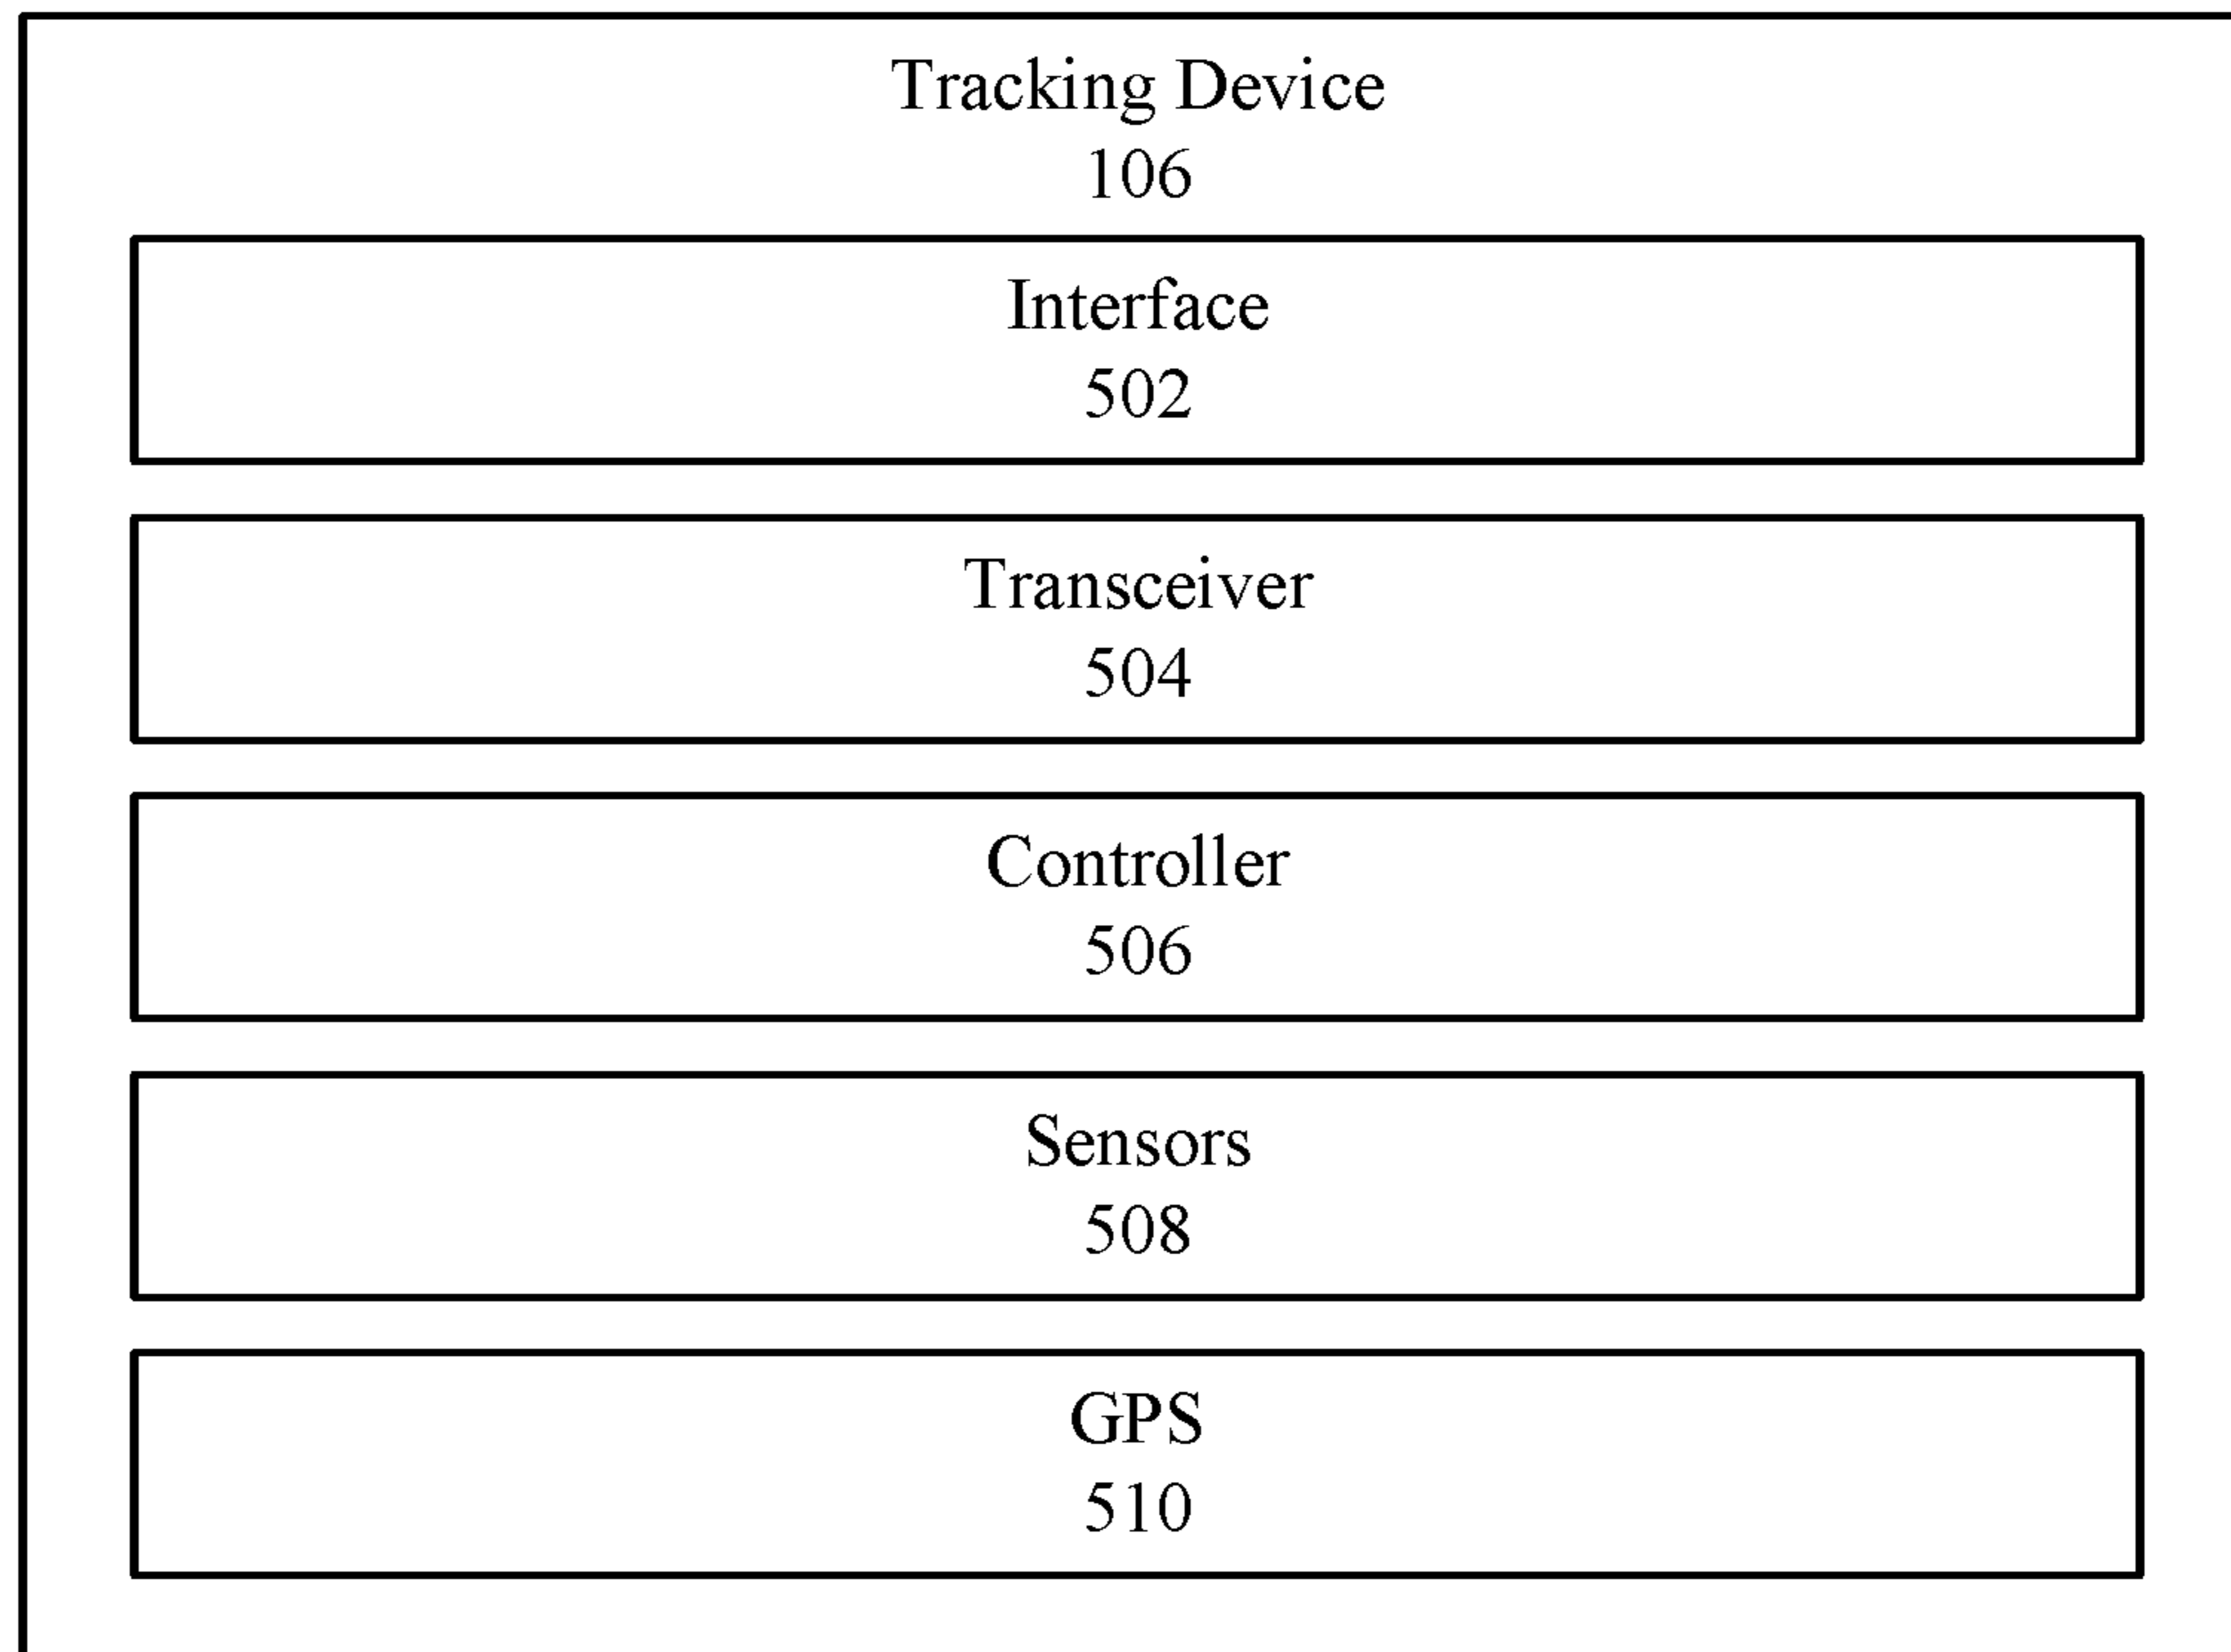 Tracking Device
106
Interface
502
Transceiver
504
Controller
506
Sensors
508
GPS
510